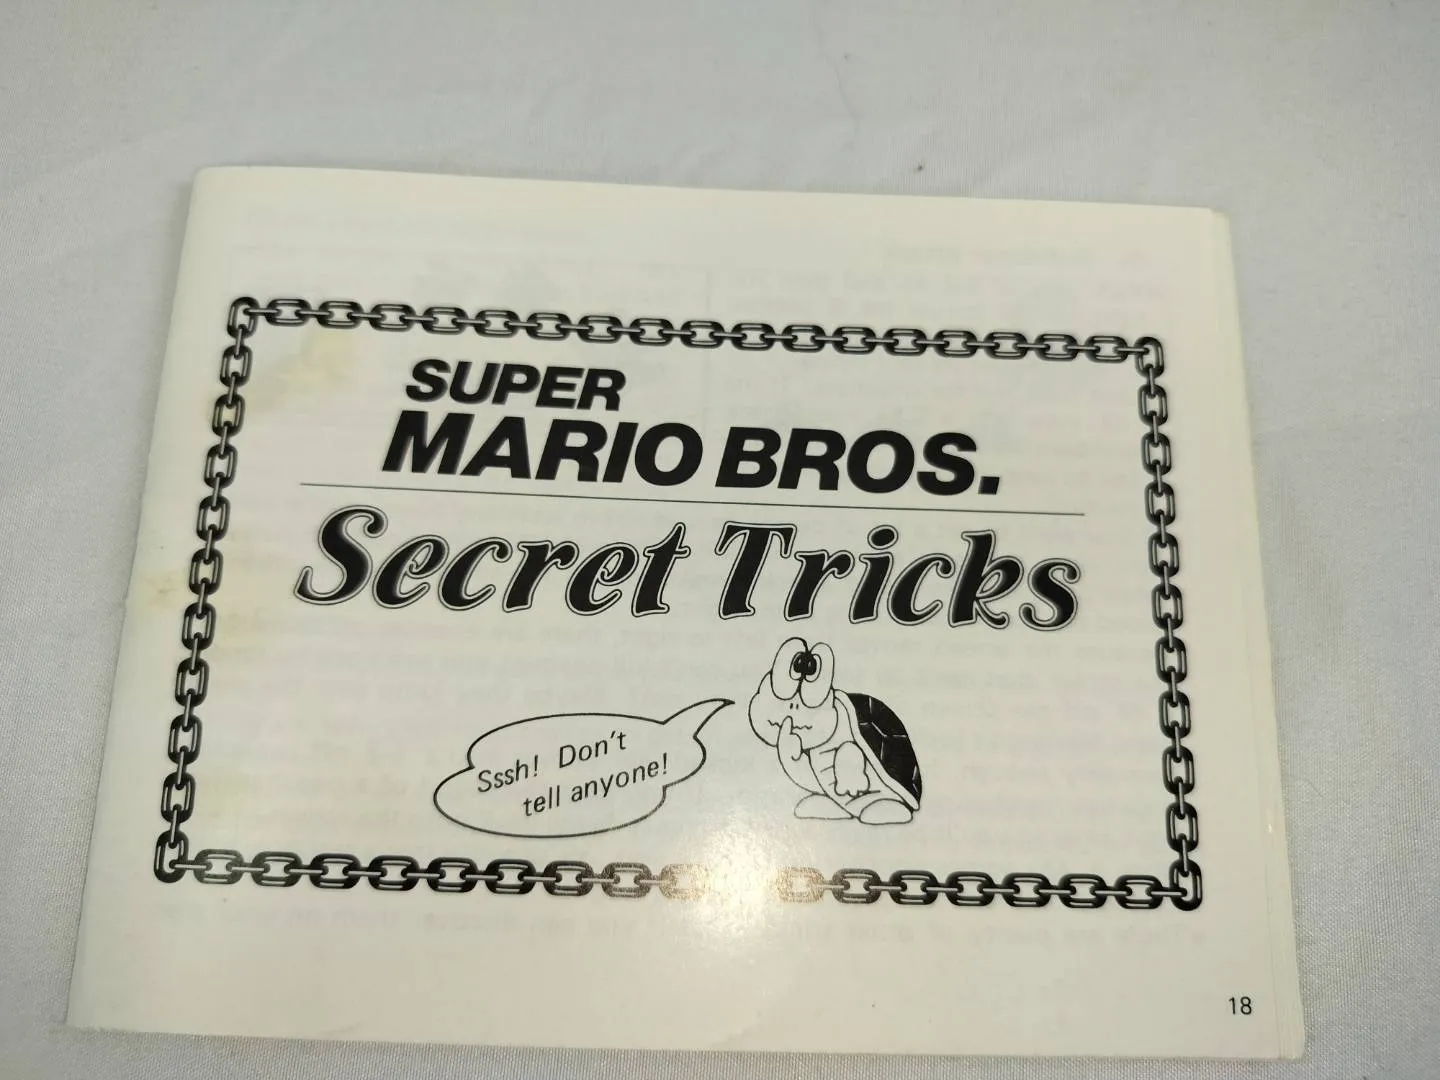 SUPER
MARIO BROS.
Secret Tricks
Sssh! Don't
tell anyone!
18